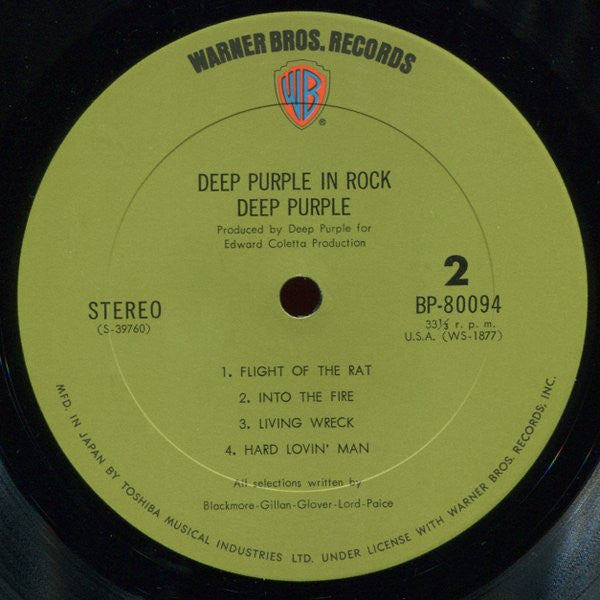 WARNER BROS. RECORDS
WB
®
DEEP PURPLE IN ROCK
DEEP PURPLE
Produced by Deep Purple for
Edward Coletta Production
STEREO
(S-39760)
2
BP-80094
33⅓ r. p. m.
U.S.A. (WS-1877)
1. FLIGHT OF THE RAT
2. INTO THE FIRE
3. LIVING WRECK
4. HARD LOVIN' MAN
All selections written by
Blackmore-Gillan-Glover-Lord-Paice
MFD. IN JAPAN BY TOSHIBA MUSICAL INDUSTRIES LTD. UNDER LICENSE WITH WARNER BROS. RECORDS, INC.